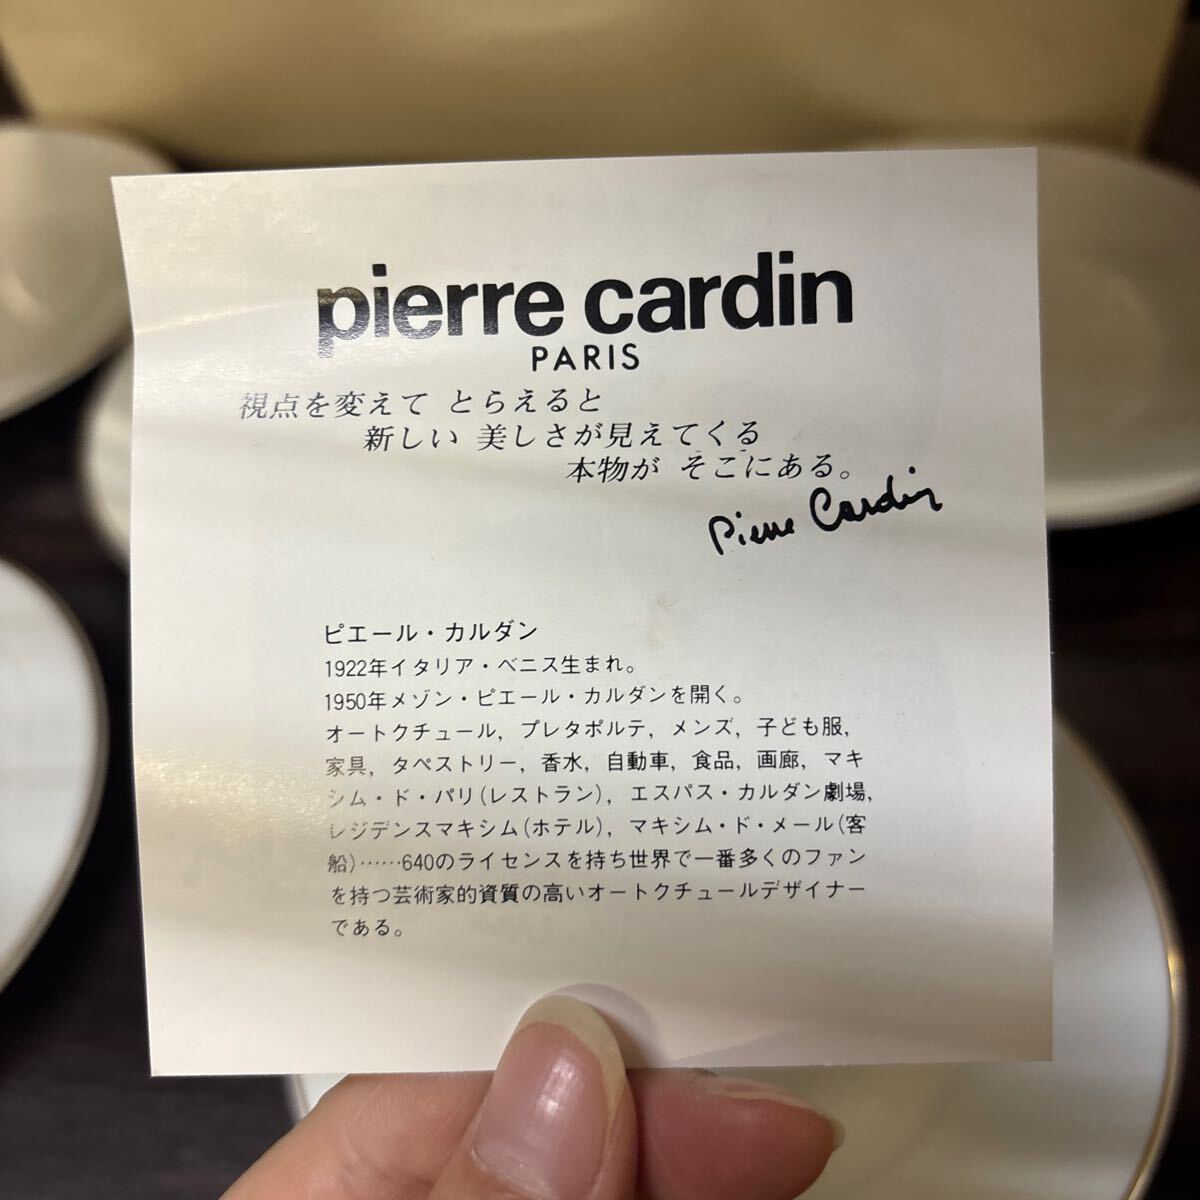 pierre cardin
PARIS
視点を変えて とらえると
新しい 美しさが見えてくる
本物が そこにある。
Pierre Cardin
ピエール・カルダン
1922年イタリア・ベニス生まれ。
1950年メゾン・ピエール・カルダンを開く。
オートクチュール, プレタポルテ, メンズ, 子ども服,
家具, タペストリー, 香水, 自動車, 食品, 画廊, マキ
シム・ド・パリ(レストラン), エスパス・カルダン劇場,
レジデンスマキシム(ホテル), マキシム・ド・メール(客
船)……640のライセンスを持ち世界で一番多くのファン
を持つ芸術家的資質の高いオートクチュールデザイナー
である。